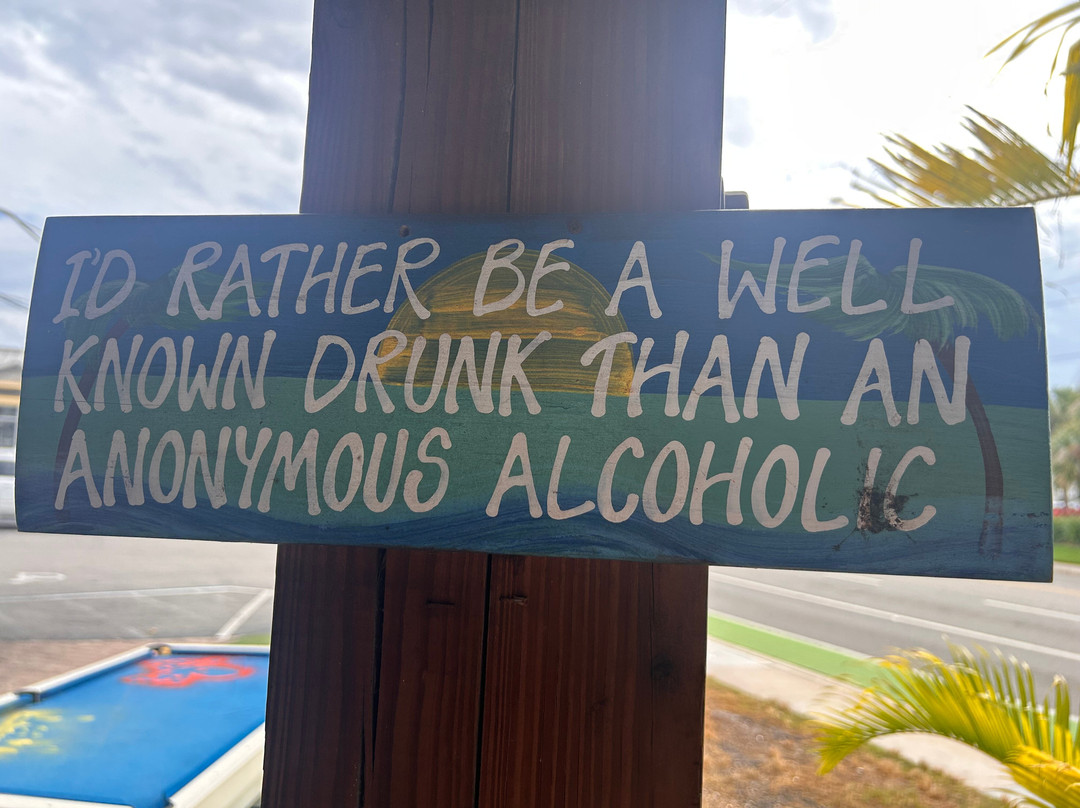 I'D RATHER BE A WELL
KNOWN DRUNK THAN AN
ANONYMOUS ALCOHOLIC